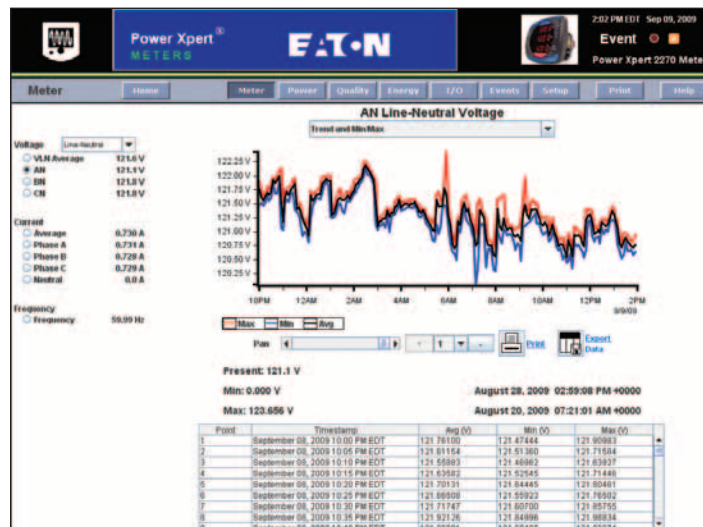 2:02 PM EDT Sep 09, 2009
Power Xpert®
METERS
EATON
Event
Power Xpert 2270 Mete
Meter Home Meter Power Quality Energy I/O Events Setup Print Help
AN Line-Neutral Voltage
Trend and Min/Max
Voltage Line-Neutral
VLN Average 121.6 V
AN 121.1 V
BN 121.8 V
CN 121.8 V
Current
Average 0.730 A
Phase A 0.731 A
Phase B 0.728 A
Phase C 0.729 A
Neutral 0.0 A
Frequency
Frequency 59.99 Hz
122.25 V
122.00 V
121.75 V
121.50 V
121.25 V
121.00 V
120.75 V
120.50 V
120.25 V
10PM 12AM 2AM 4AM 6AM 8AM 10AM 12PM 2PM
9/9/09
Max Min Avg
Pan 1 Print Export Data
Present: 121.1 V
Min: 0.000 V August 28, 2009 02:59:08 PM +0000
Max: 123.656 V August 20, 2009 07:21:01 AM +0000
Point Timestamp Avg (V) Min (V) Max (V)
1 September 08, 2009 10:00 PM EDT 121.76100 121.47444 121.90983
2 September 08, 2009 10:05 PM EDT 121.61154 121.51360 121.71584
3 September 08, 2009 10:10 PM EDT 121.55883 121.46962 121.63937
4 September 08, 2009 10:15 PM EDT 121.63582 121.52545 121.71446
5 September 08, 2009 10:20 PM EDT 121.70131 121.64445 121.80461
6 September 08, 2009 10:25 PM EDT 121.66508 121.55923 121.76502
7 September 08, 2009 10:30 PM EDT 121.71747 121.60700 121.85755
8 September 08, 2009 10:35 PM EDT 121.92126 121.84998 121.98834